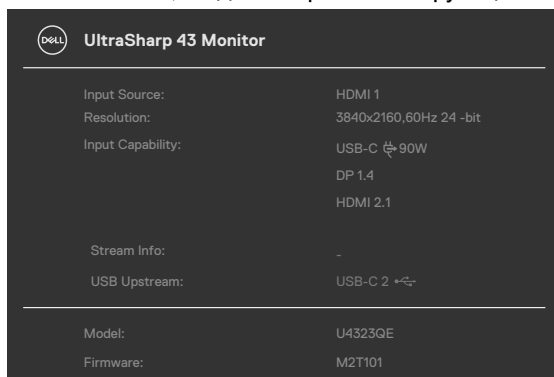 DELL
UltraSharp 43 Monitor
Input Source: HDMI 1
Resolution: 3840x2160,60Hz 24 -bit
Input Capability: USB-C 90W
DP 1.4
HDMI 2.1
Stream Info: -
USB Upstream: USB-C 2
Model: U4323QE
Firmware: M2T101